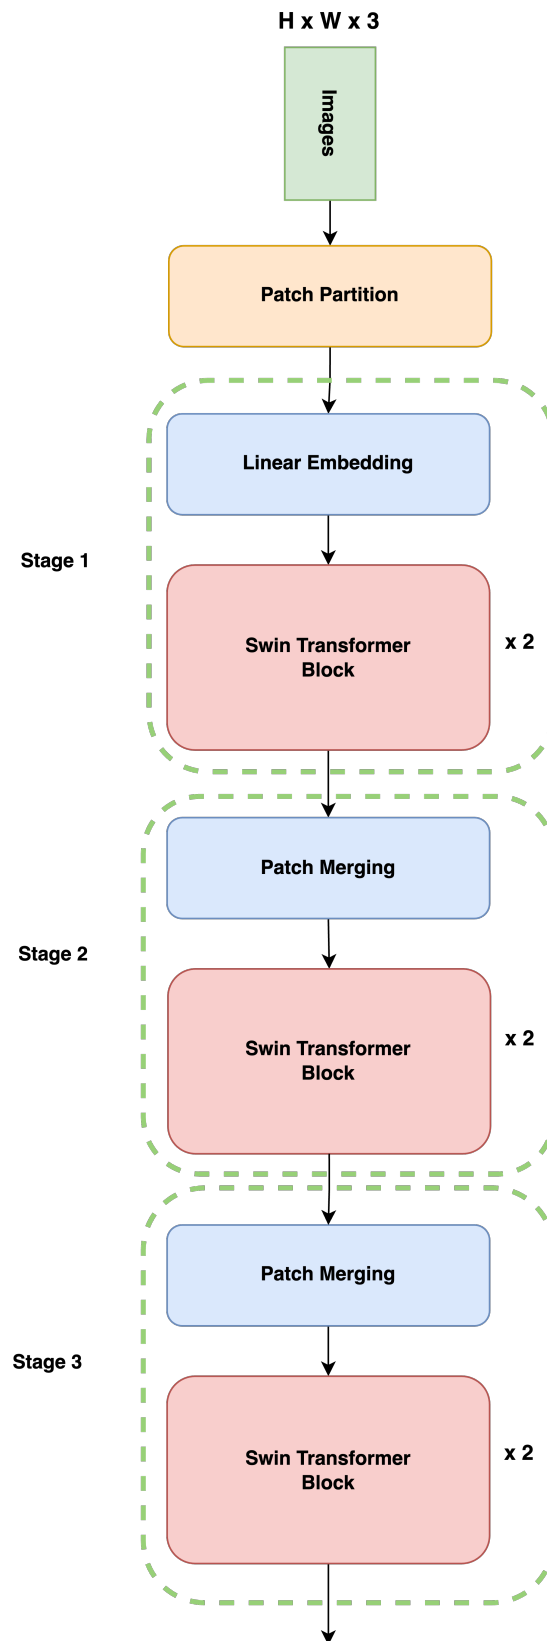 H x W x 3
Images
Patch Partition
Linear Embedding
Stage 1
Swin Transformer
Block
x 2
Patch Merging
Stage 2
Swin Transformer
Block
x 2
Patch Merging
Stage 3
Swin Transformer
Block
x 2